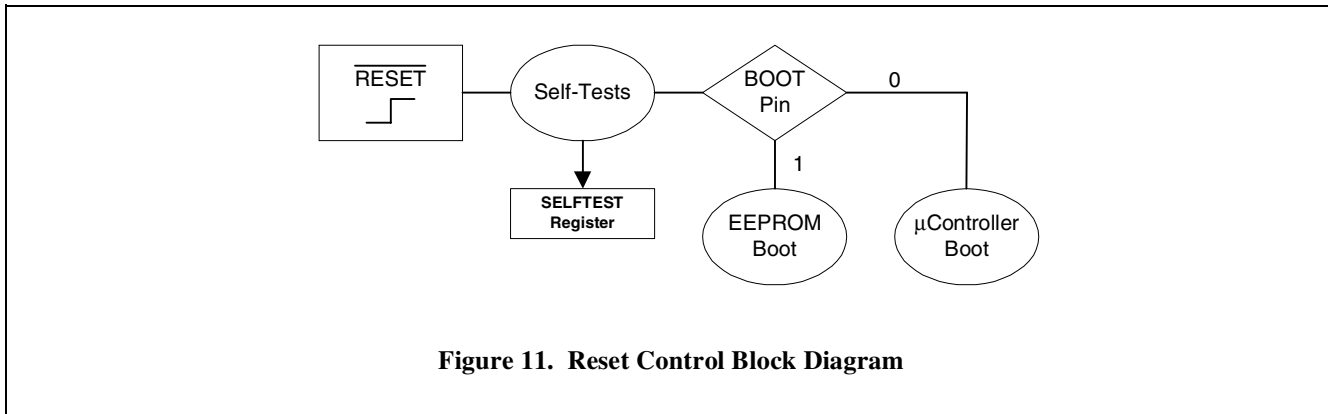 RESET
Self-Tests
BOOT
Pin
0
1
SELFTEST
Register
EEPROM
Boot
μController
Boot
Figure 11. Reset Control Block Diagram